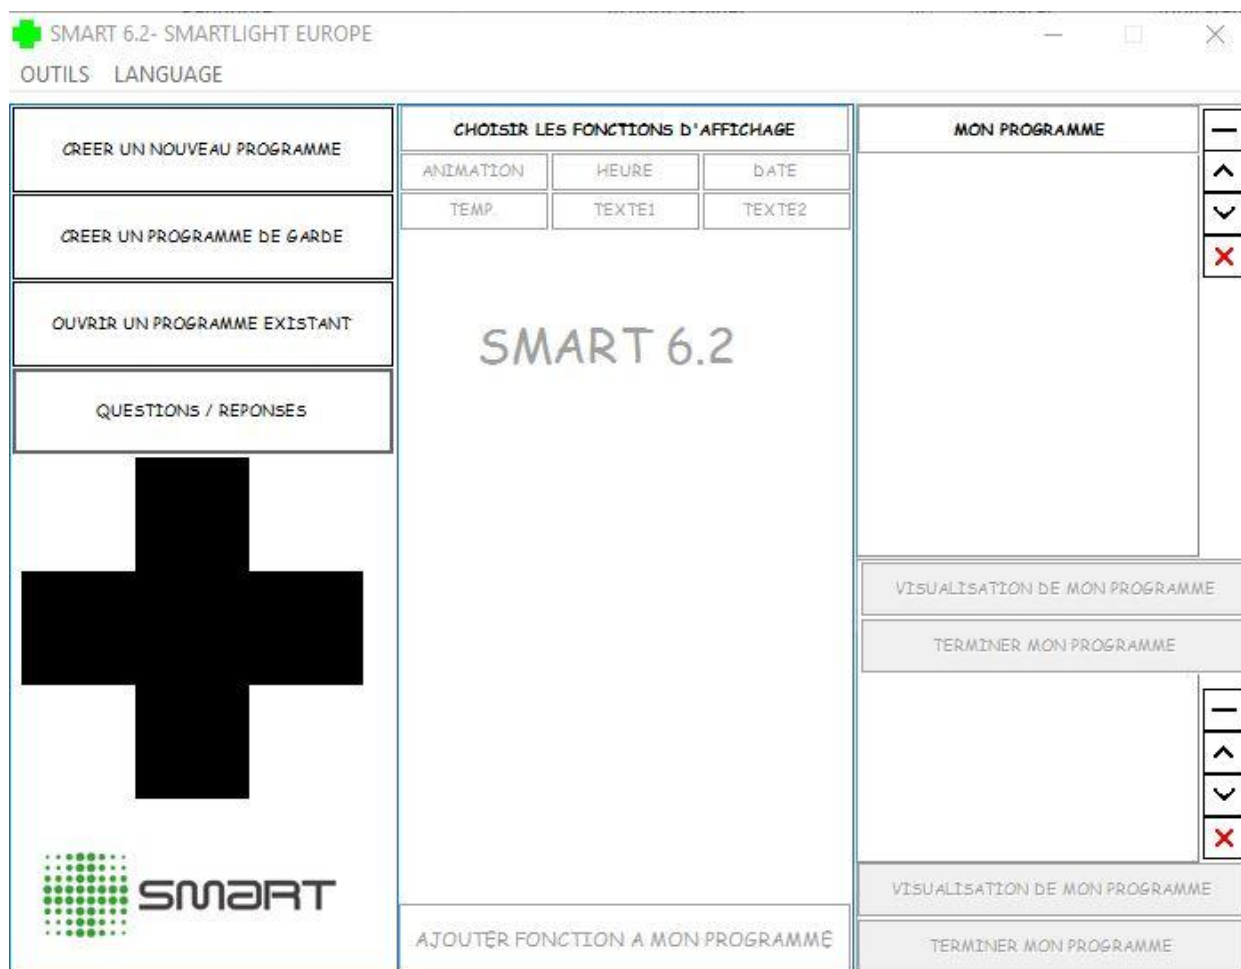 SMART 6.2- SMARTLIGHT EUROPE
OUTILS LANGUAGE
CREER UN NOUVEAU PROGRAMME
CREER UN PROGRAMME DE GARDE
OUVRIR UN PROGRAMME EXISTANT
QUESTIONS / REPONSES
SMART
CHOISIR LES FONCTIONS D'AFFICHAGE
ANIMATION HEURE DATE
TEMP. TEXTE1 TEXTE2
SMART 6.2
AJOUTER FONCTION A MON PROGRAMME
MON PROGRAMME
VISUALISATION DE MON PROGRAMME
TERMINER MON PROGRAMME
VISUALISATION DE MON PROGRAMME
TERMINER MON PROGRAMME